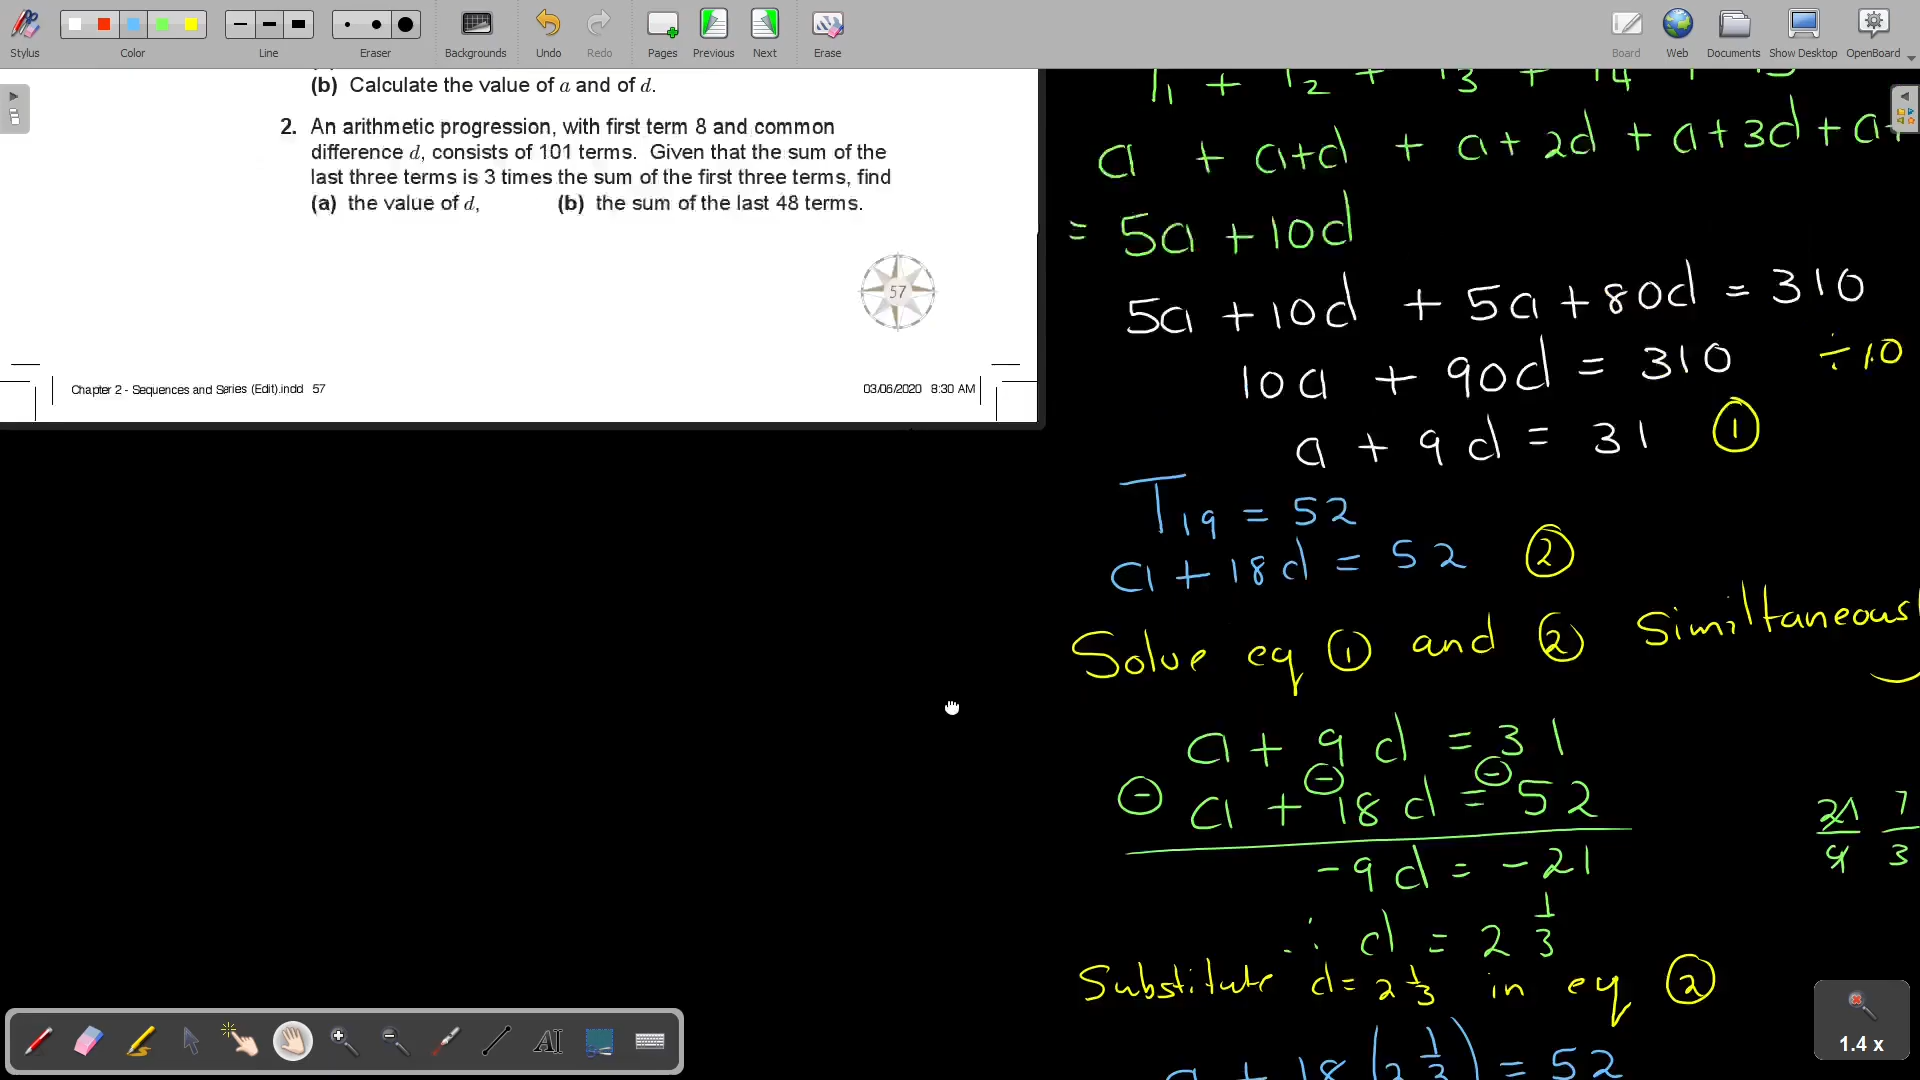 Stylus
Color
Line
Eraser
Backgrounds
Undo
Redo
Pages
Previous
Next
Erase
Board
Web
Documents
Show Desktop
OpenBoard
(b) Calculate the value of a and of d.
2. An arithmetic progression, with first term 8 and common
difference d, consists of 101 terms. Given that the sum of the
last three terms is 3 times the sum of the first three terms, find
(a) the value of d, (b) the sum of the last 48 terms.
57
Chapter 2 - Sequences and Series (Edit).indd 57
03/06/2020 8:30 AM
a + a+d + a+2d + a+3d + a+
= 5a + 10d
5a + 10d + 5a + 80d = 310
10a + 90d = 310 ÷10
a + 9d = 31 ①
T19 = 52
a + 18d = 52 ②
Solve eq ① and ② Similtaneous
a + 9d = 31
⊖ a + ⊖ 18d = ⊖ 52
-9d = -21
21/9 7/3
∴ d = 2 1/3
Substitute d = 2 1/3 in eq ②
a + 18 (2 1/3) = 52
1.4 x